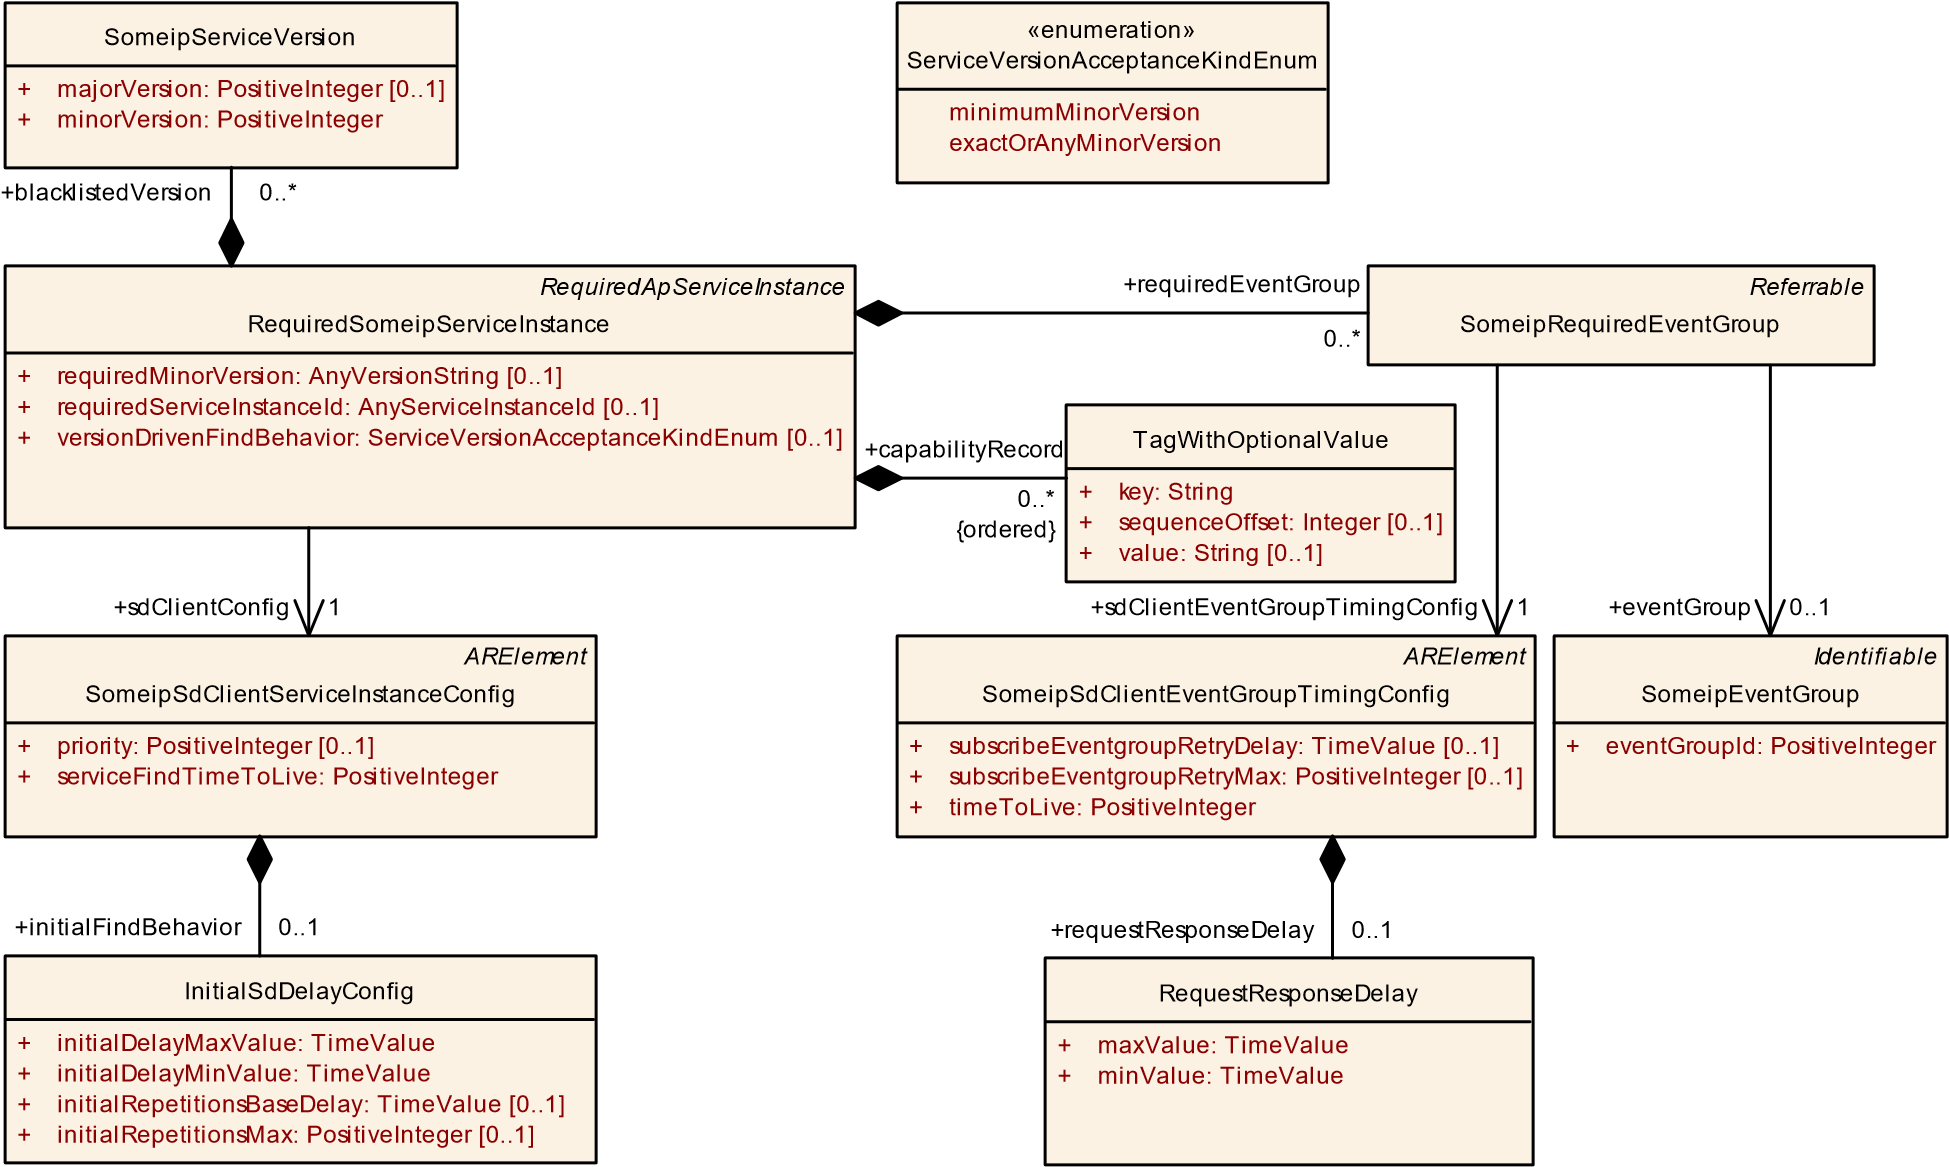 SomeipServiceVersion
+ majorVersion: PositiveInteger [0..1]
+ minorVersion: PositiveInteger
«enumeration»
ServiceVersionAcceptanceKindEnum
minimumMinorVersion
exactOrAnyMinorVersion
+blacklistedVersion 0..*
RequiredApServiceInstance
RequiredSomeipServiceInstance
+ requiredMinorVersion: AnyVersionString [0..1]
+ requiredServiceInstanceId: AnyServiceInstanceId [0..1]
+ versionDrivenFindBehavior: ServiceVersionAcceptanceKindEnum [0..1]
+requiredEventGroup
0..*
Referrable
SomeipRequiredEventGroup
+capabilityRecord
0..*
{ordered}
TagWithOptionalValue
+ key: String
+ sequenceOffset: Integer [0..1]
+ value: String [0..1]
+sdClientConfig 1
+sdClientEventGroupTimingConfig 1
+eventGroup 0..1
ARElement
SomeipSdClientServiceInstanceConfig
+ priority: PositiveInteger [0..1]
+ serviceFindTimeToLive: PositiveInteger
ARElement
SomeipSdClientEventGroupTimingConfig
+ subscribeEventgroupRetryDelay: TimeValue [0..1]
+ subscribeEventgroupRetryMax: PositiveInteger [0..1]
+ timeToLive: PositiveInteger
Identifiable
SomeipEventGroup
+ eventGroupId: PositiveInteger
+initialFindBehavior 0..1
+requestResponseDelay 0..1
InitialSdDelayConfig
+ initialDelayMaxValue: TimeValue
+ initialDelayMinValue: TimeValue
+ initialRepetitionsBaseDelay: TimeValue [0..1]
+ initialRepetitionsMax: PositiveInteger [0..1]
RequestResponseDelay
+ maxValue: TimeValue
+ minValue: TimeValue